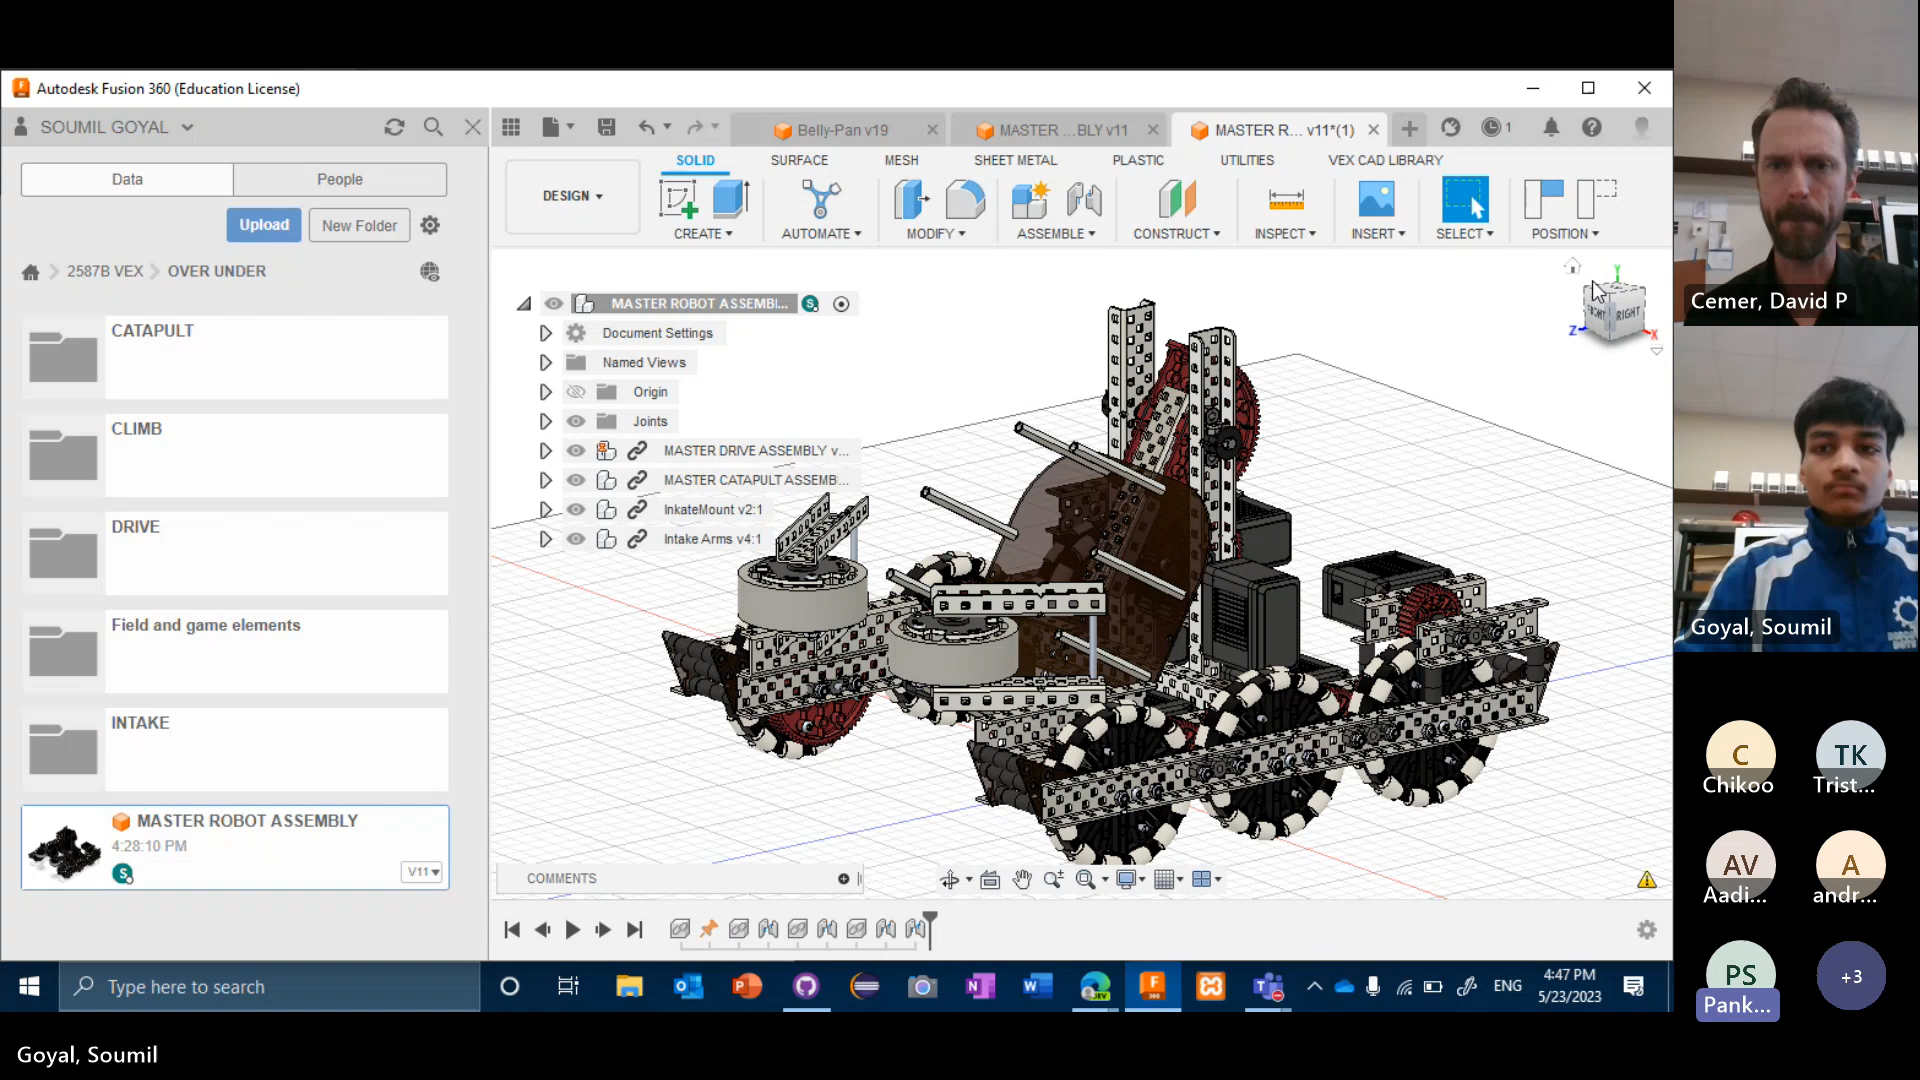 Autodesk Fusion 360 (Education License)
SOUMIL GOYAL
Belly-Pan v19
MASTER ...BLY v11
MASTER R... v11*(1)
1
Data
People
SOLID
SURFACE
MESH
SHEET METAL
PLASTIC
UTILITIES
VEX CAD LIBRARY
DESIGN
Upload
New Folder
CREATE
AUTOMATE
MODIFY
ASSEMBLE
CONSTRUCT
INSPECT
INSERT
SELECT
POSITION
2587B VEX
OVER UNDER
Y
FRONT
RIGHT
Z
X
Cemer, David P
MASTER ROBOT ASSEMBL...
S
Document Settings
Named Views
Origin
Joints
MASTER DRIVE ASSEMBLY v...
MASTER CATAPULT ASSEMB...
InkateMount v2:1
Intake Arms v4:1
CATAPULT
CLIMB
DRIVE
Field and game elements
INTAKE
MASTER ROBOT ASSEMBLY
4:28:10 PM
S
V11
Goyal, Soumil
C
Chikoo
TK
Trist...
AV
Aadi...
A
andr...
PS
Pank...
+3
COMMENTS
Type here to search
ENG
4:47 PM
5/23/2023
Goyal, Soumil